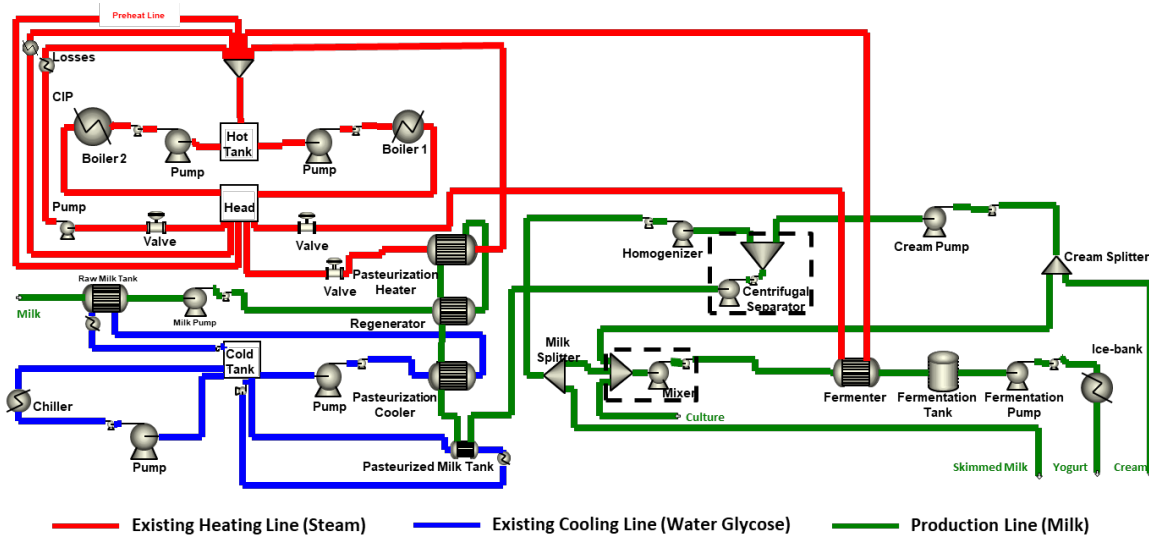 Preheat Line
Losses
CIP
Boiler 2
Pump
Hot
Tank
Pump
Boiler 1
Head
Pump
Valve
Valve
Valve
Pasteurization
Heater
Homogenizer
Centrifugal
Separator
Cream Pump
Cream Splitter
Raw Milk Tank
Milk
Milk Pump
Regenerator
Cold
Tank
Chiller
Pump
Pump
Pasteurization
Cooler
Pasteurized Milk Tank
Milk
Splitter
Mixer
Culture
Fermenter
Fermentation
Tank
Fermentation
Pump
Ice-bank
Skimmed Milk
Yogurt
Cream
Existing Heating Line (Steam)
Existing Cooling Line (Water Glycose)
Production Line (Milk)